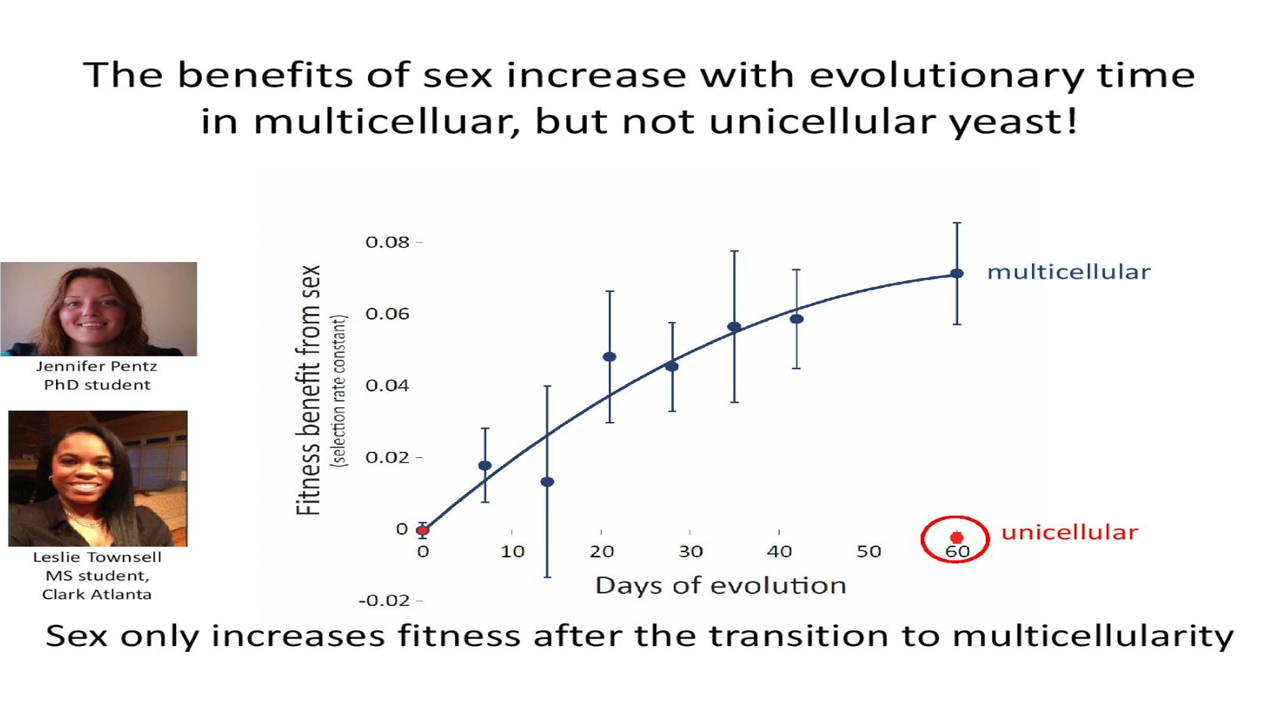 The benefits of sex increase with evolutionary time
in multicelluar, but not unicellular yeast!
Jennifer Pentz
PhD student
Leslie Townsell
MS student,
Clark Atlanta
Fitness benefit from sex
(selection rate constant)
0.08
0.06
0.04
0.02
0
-0.02
0 10 20 30 40 50 60
Days of evolution
multicellular
unicellular
Sex only increases fitness after the transition to multicellularity